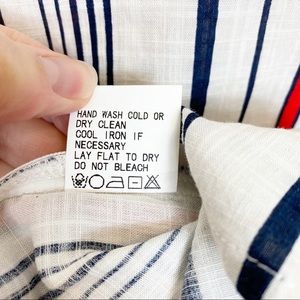 HAND WASH COLD OR
DRY CLEAN
COOL IRON IF
NECESSARY
LAY FLAT TO DRY
DO NOT BLEACH